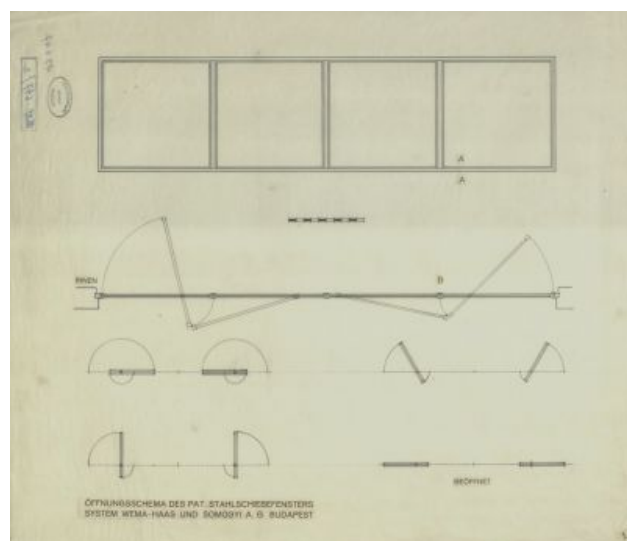 A
A
INNEN
B
GEÖFFNET
ÖFFNUNGSSCHEMA DES PAT. STAHLSCHIEBEFENSTERS
SYSTEM WEMA-HAAS UND SOMOGYI A. G. BUDAPEST